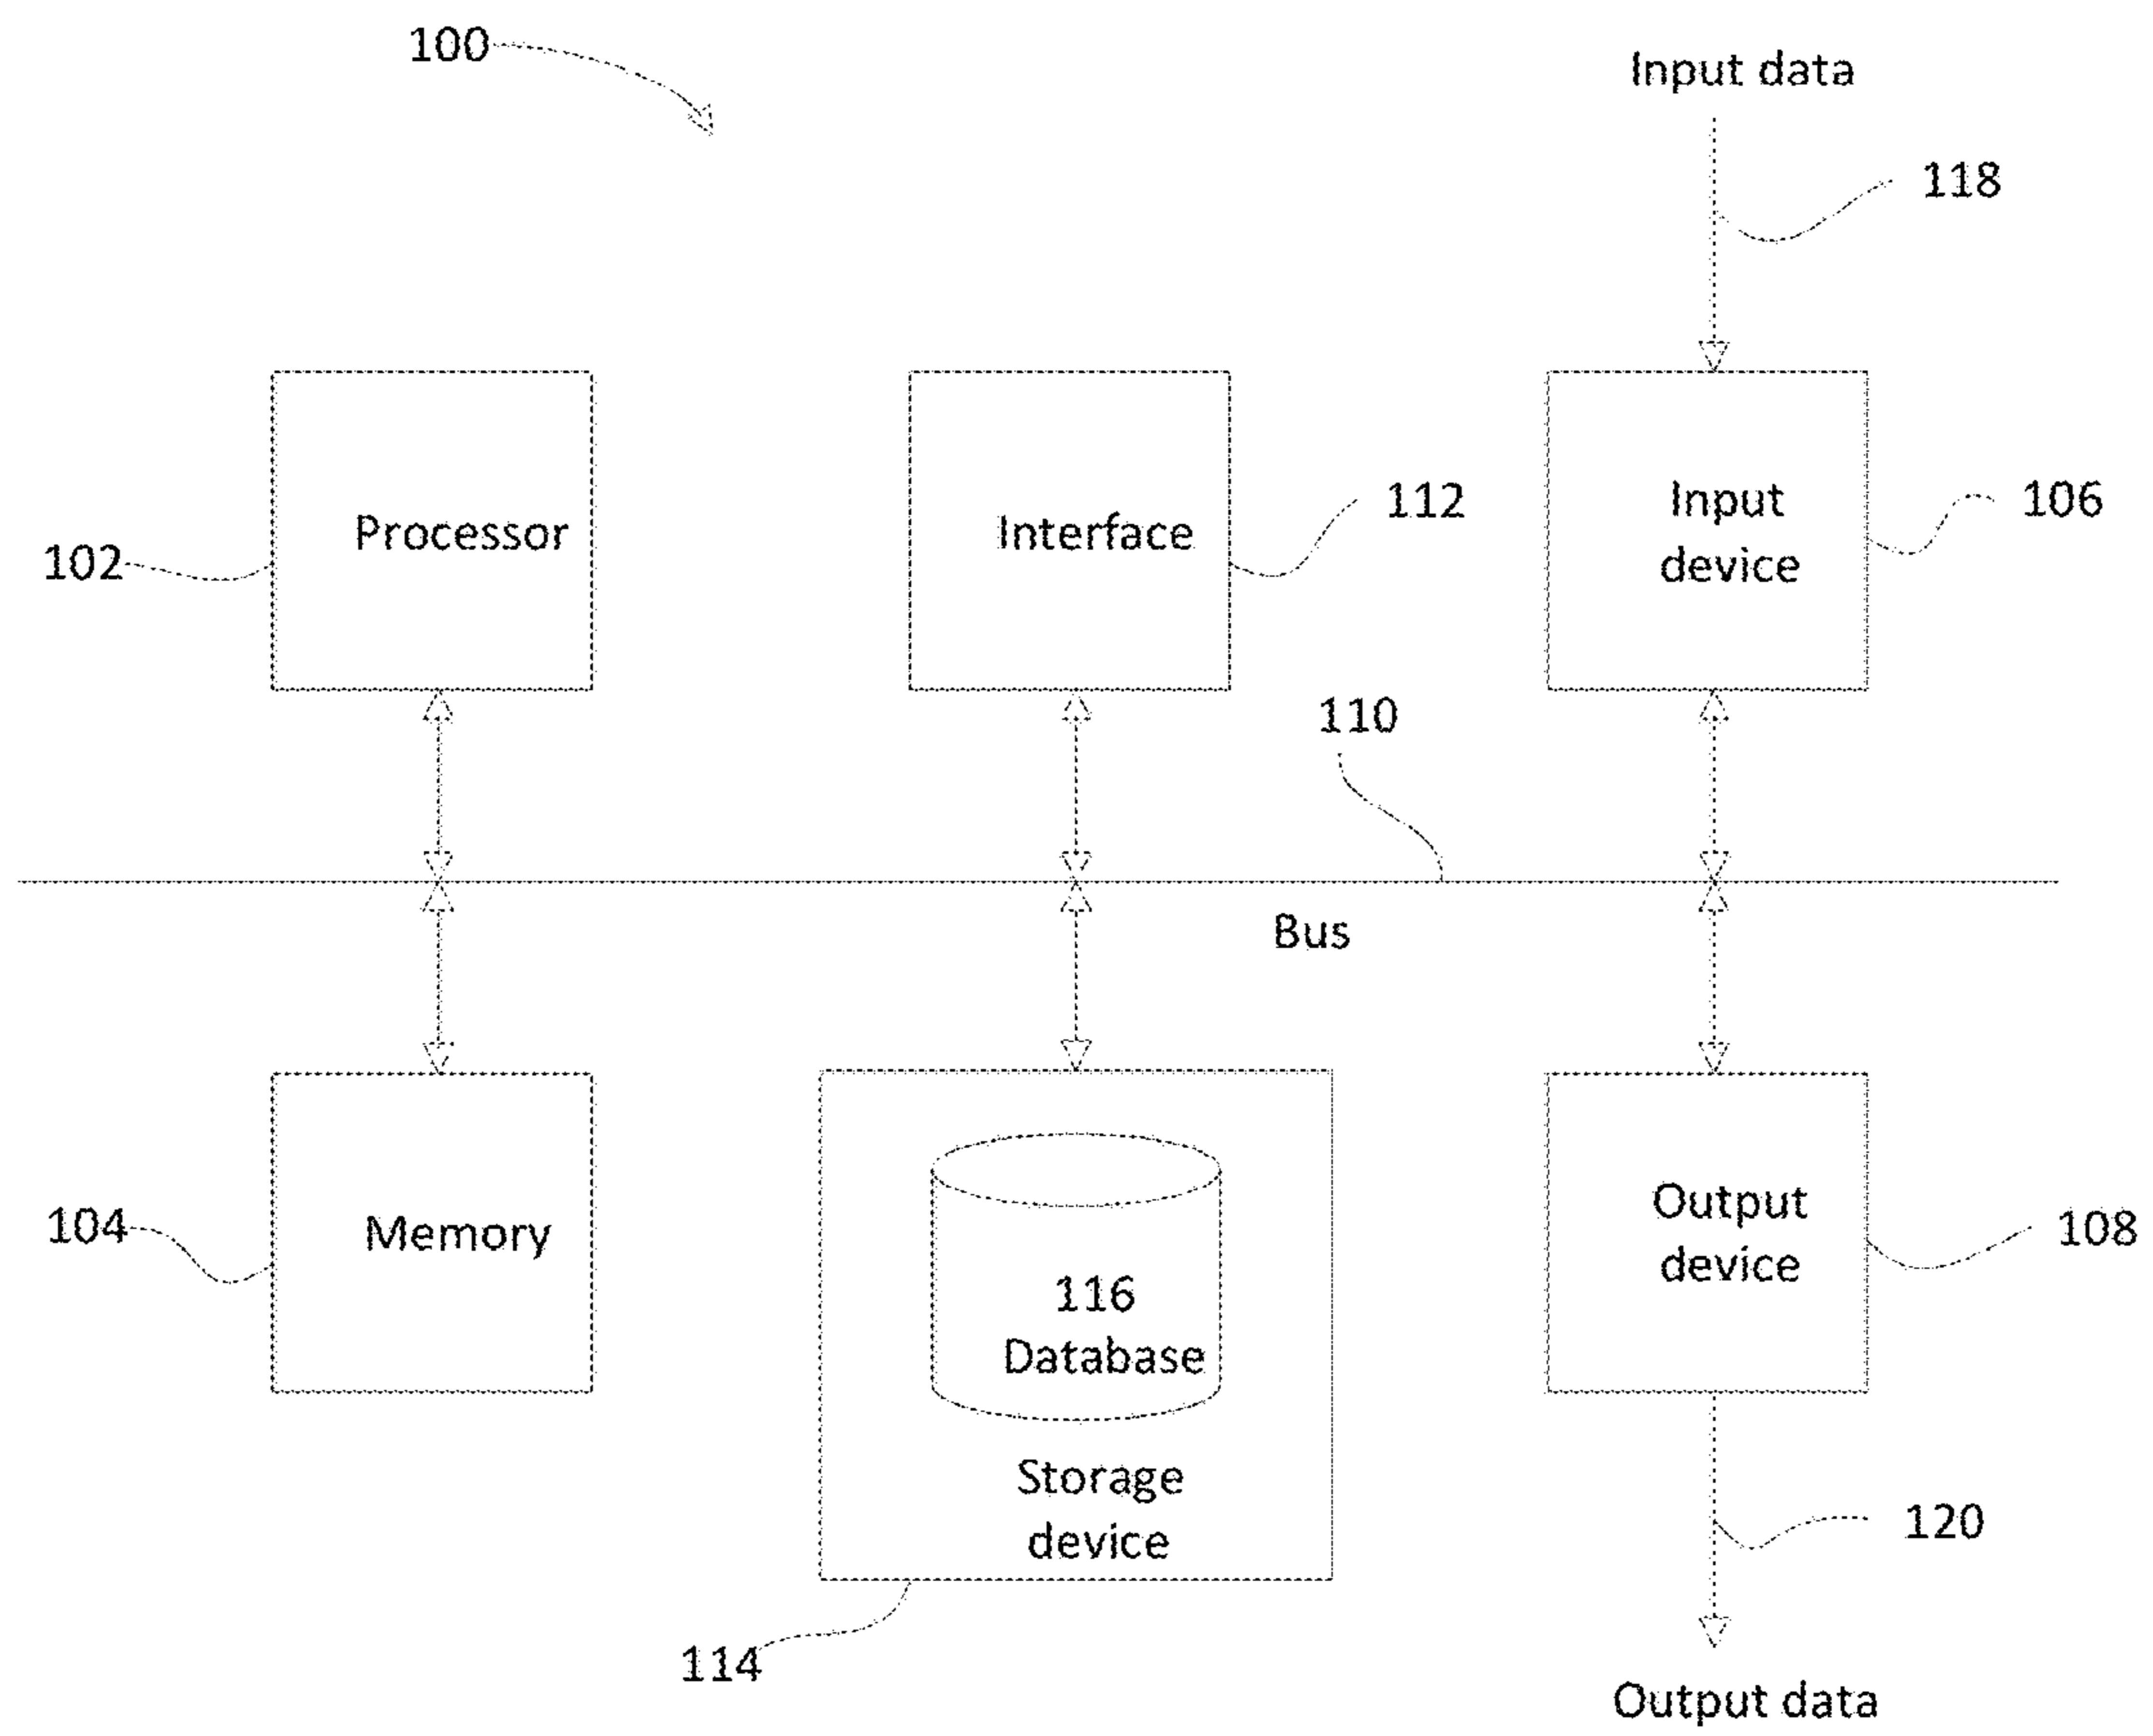 100
Input data
118
Processor
Interface
112
Input
device
106
102
110
Bus
Memory
104
116
Database
Storage
device
Output
device
108
120
114
Output data